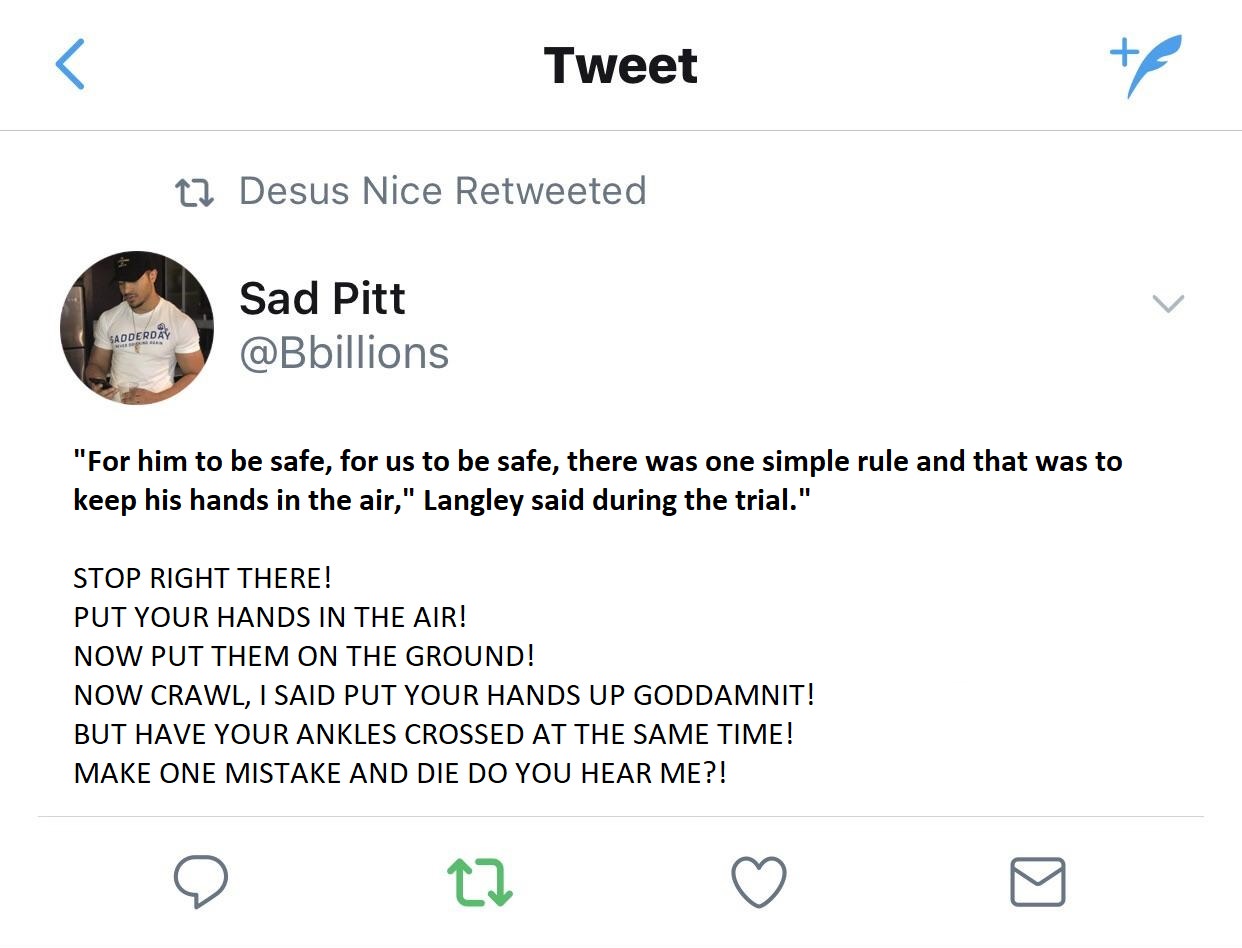 Tweet
Desus Nice Retweeted
Sad Pitt
@Bbillions
SADDERDAY
"For him to be safe, for us to be safe, there was one simple rule and that was to
keep his hands in the air," Langley said during the trial."
STOP RIGHT THERE!
PUT YOUR HANDS IN THE AIR!
NOW PUT THEM ON THE GROUND!
NOW CRAWL, I SAID PUT YOUR HANDS UP GODDAMNIT!
BUT HAVE YOUR ANKLES CROSSED AT THE SAME TIME!
MAKE ONE MISTAKE AND DIE DO YOU HEAR ME?!